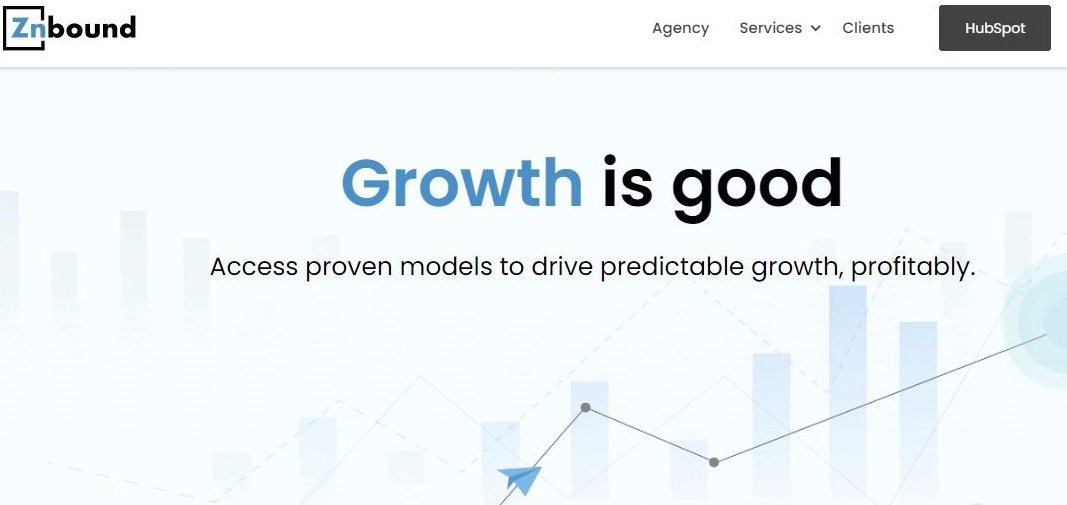 Znbound
Agency Services Clients HubSpot
Growth is good
Access proven models to drive predictable growth, profitably.